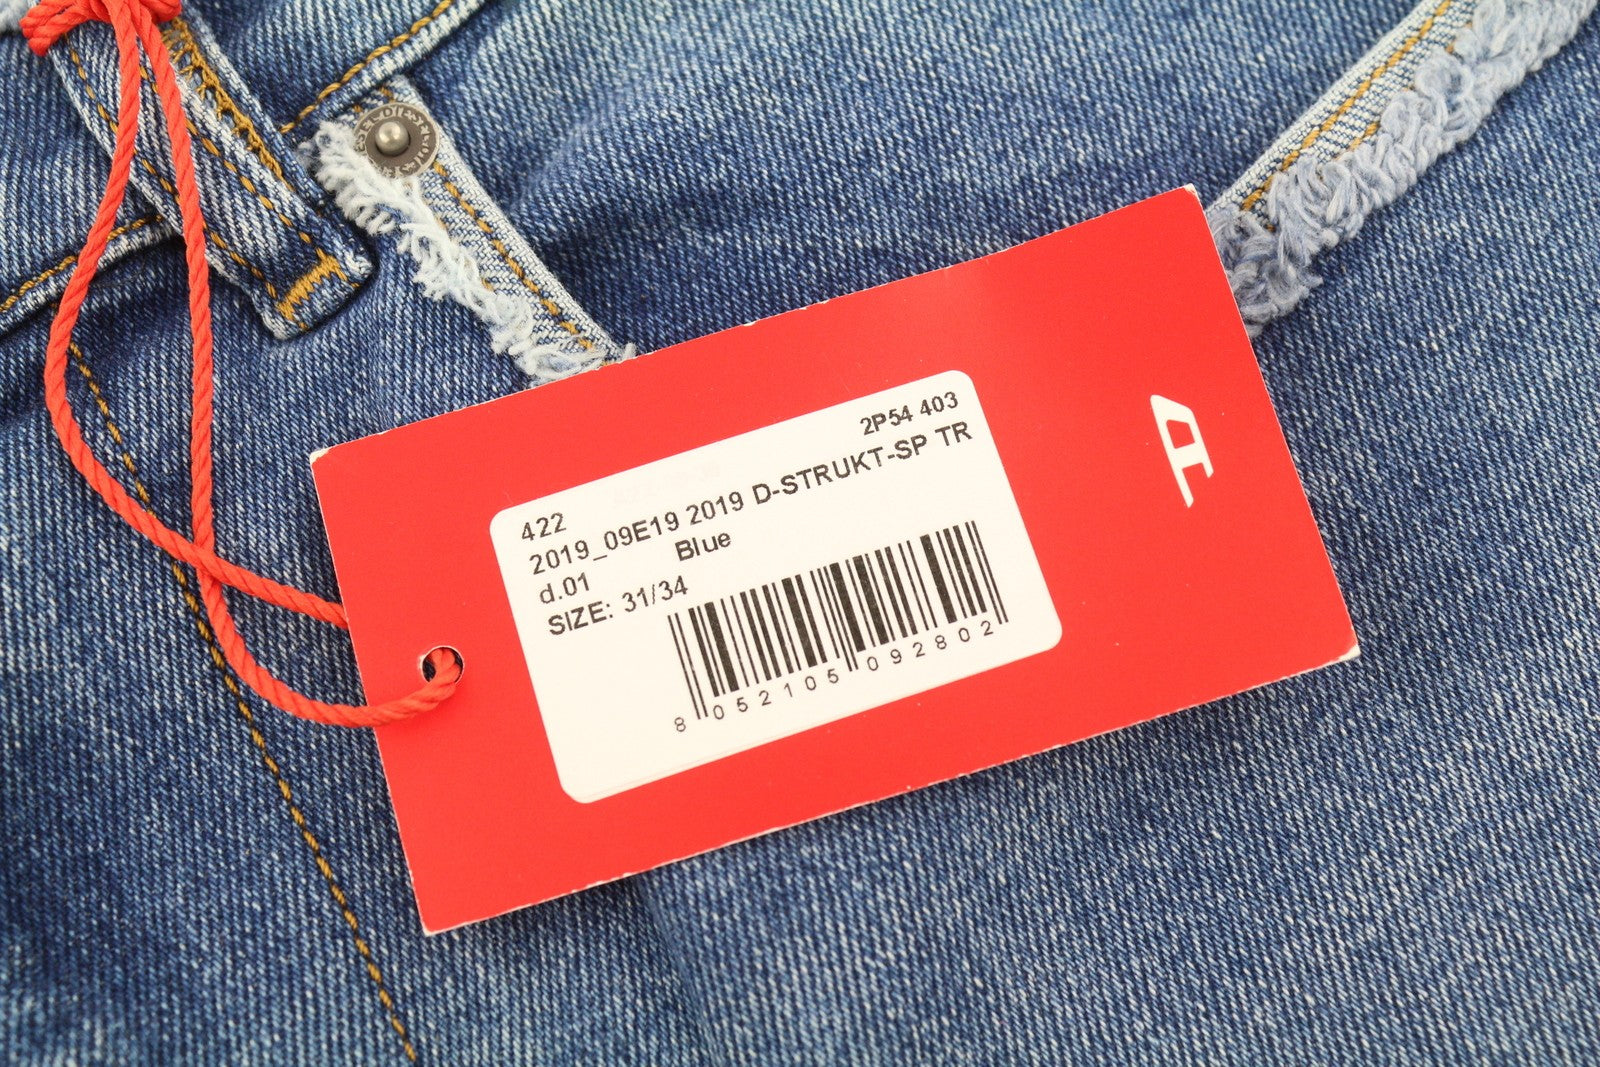 2P54 403
422
2019_09E19 2019 D-STRUKT-SP TR
d.01 Blue
SIZE: 31/34
8 052105 092802
D